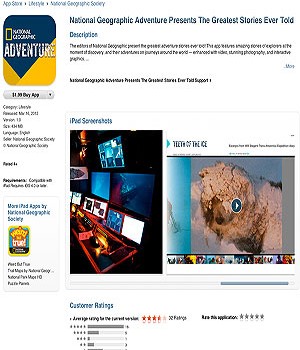 App Store > Lifestyle > National Geographic Society
National Geographic Adventure Presents The Greatest Stories Ever Told
Description
The editors of National Geographic present the greatest adventure stories ever told! This app features amazing stories of explorers at the
moment of discovery, and their adventures on journeys around the world — enhanced with video, stunning photography, and interactive
graphics. ...
...More
National Geographic Adventure Presents The Greatest Stories Ever Told Support
NATIONAL
GEOGRAPHIC
ADVENTURE
$1.99 Buy App
Category: Lifestyle
Version: 1.0
Language: English
Seller: National Geographic Society
© National Geographic Society
Rated 4+
Requirements: Compatible with
iPad. Requires iOS 4.2 or later.
More iPad Apps by
National Geographic
Society
Weird But True
Trail Maps by National Geogr...
National Park Maps HD
Puzzle Planets
iPad Screenshots
TEETH OF THE ICE
Customer Ratings
Average rating for the current version:
32 Ratings
Rate this application: